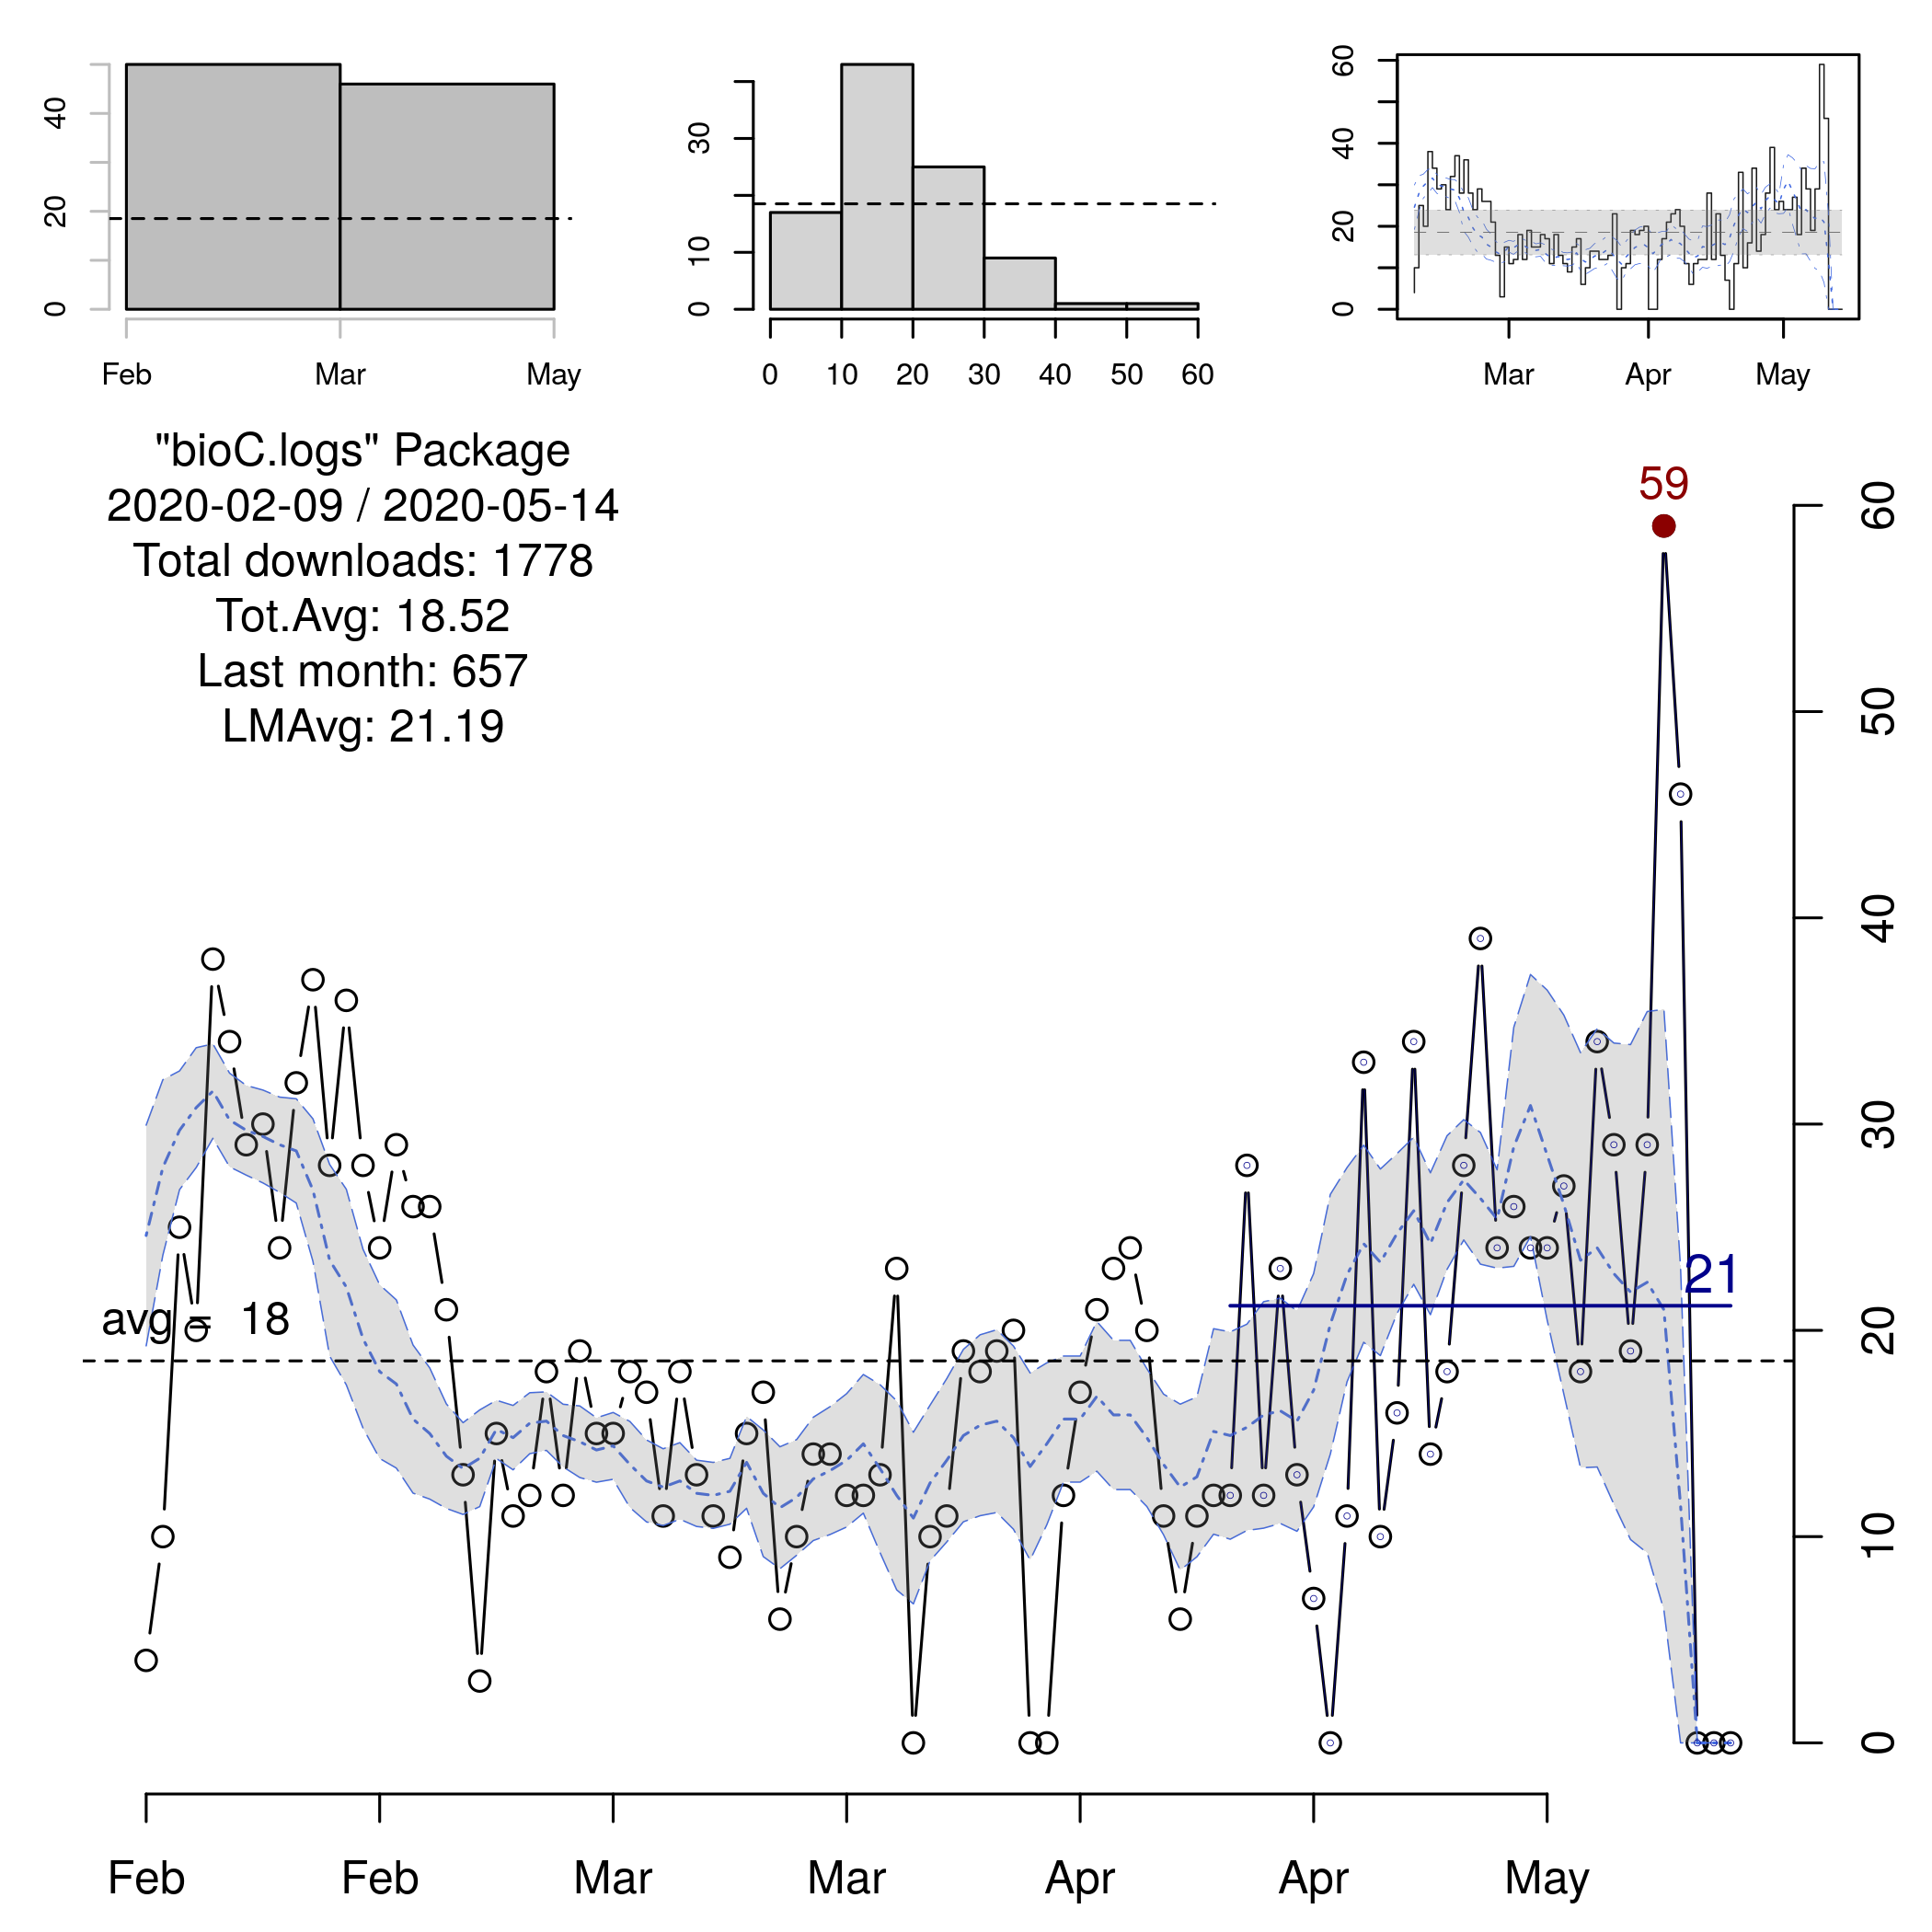 40
20
0
Feb Mar May
30
10
0
0 10 20 30 40 50 60
60
40
20
0
Mar Apr May
"bioC.logs" Package
2020-02-09 / 2020-05-14
Total downloads: 1778
Tot.Avg: 18.52
Last month: 657
LMAvg: 21.19
59
21
avg = 18
60
50
40
30
20
10
0
Feb Feb Mar Mar Apr Apr May